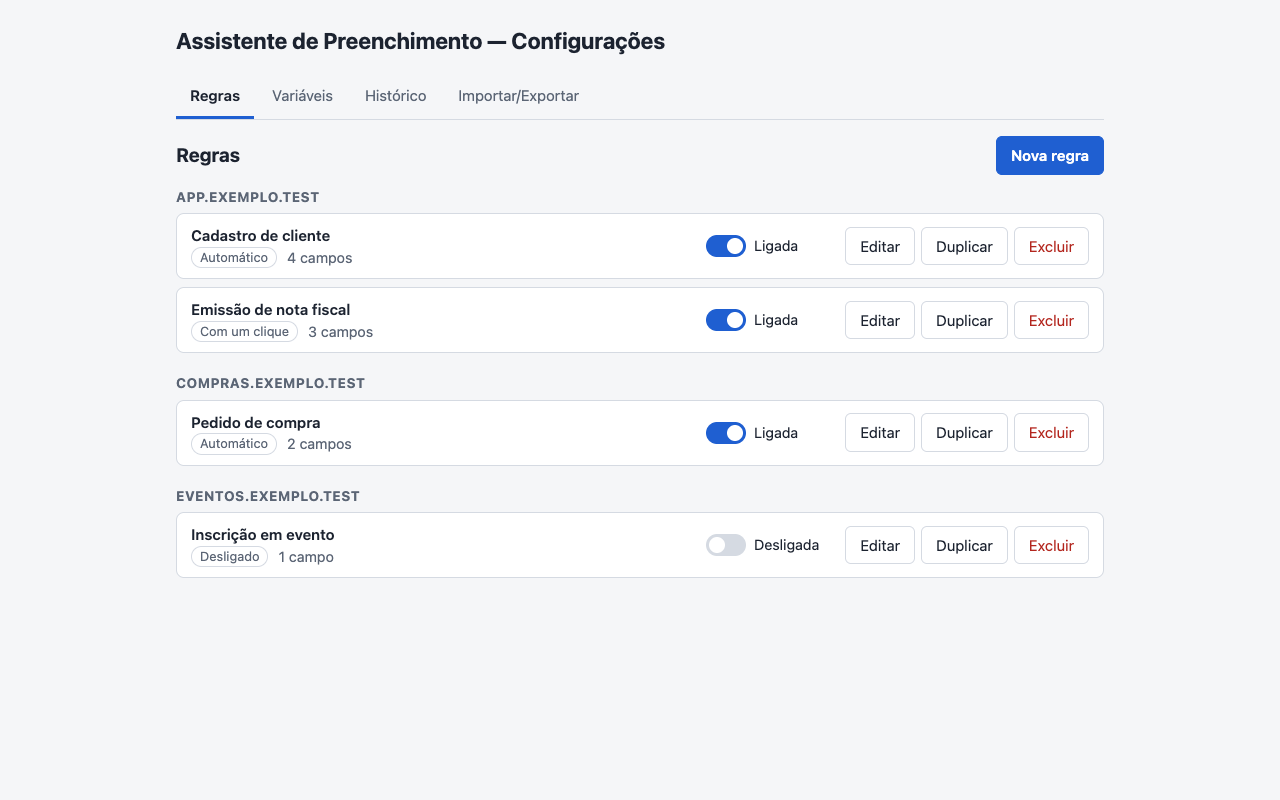 Assistente de Preenchimento — Configurações
Regras Variáveis Histórico Importar/Exportar
Regras Nova regra
APP.EXEMPLO.TEST
Cadastro de cliente
Automático 4 campos
Ligada Editar Duplicar Excluir
Emissão de nota fiscal
Com um clique 3 campos
Ligada Editar Duplicar Excluir
COMPRAS.EXEMPLO.TEST
Pedido de compra
Automático 2 campos
Ligada Editar Duplicar Excluir
EVENTOS.EXEMPLO.TEST
Inscrição em evento
Desligado 1 campo
Desligada Editar Duplicar Excluir